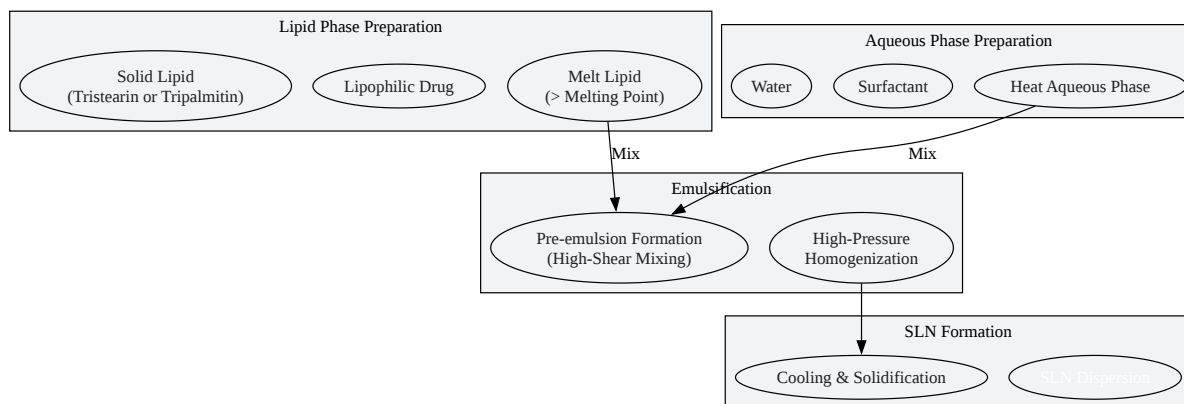 Lipid Phase Preparation
Solid Lipid
(Tristearin or Tripalmitin)
Lipophilic Drug
Melt Lipid
(> Melting Point)
Aqueous Phase Preparation
Water
Surfactant
Heat Aqueous Phase
Mix
Mix
Emulsification
Pre-emulsion Formation
(High-Shear Mixing)
High-Pressure
Homogenization
SLN Formation
Cooling & Solidification
SLN Dispersion